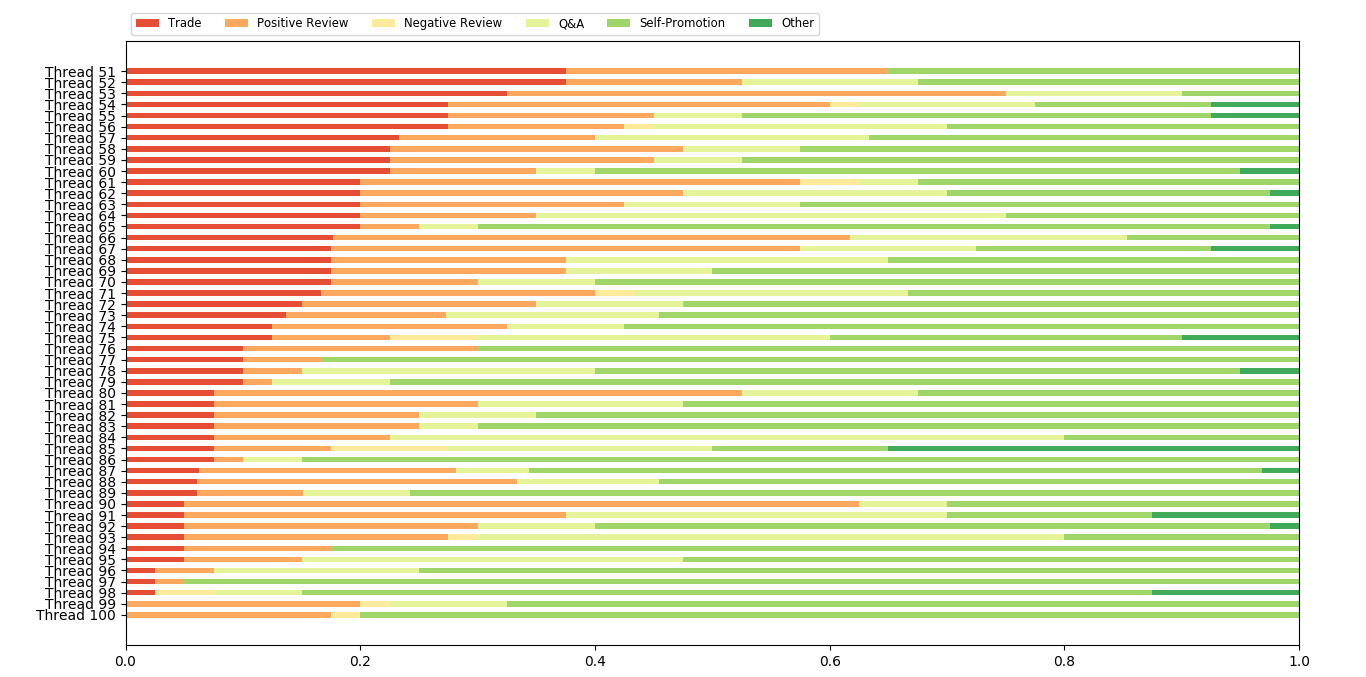 Trade Positive Review Negative Review Q&A Self-Promotion Other
Thread 51
Thread 52
Thread 53
Thread 54
Thread 55
Thread 56
Thread 57
Thread 58
Thread 59
Thread 60
Thread 61
Thread 62
Thread 63
Thread 64
Thread 65
Thread 66
Thread 67
Thread 68
Thread 69
Thread 70
Thread 71
Thread 72
Thread 73
Thread 74
Thread 75
Thread 76
Thread 77
Thread 78
Thread 79
Thread 80
Thread 81
Thread 82
Thread 83
Thread 84
Thread 85
Thread 86
Thread 87
Thread 88
Thread 89
Thread 90
Thread 91
Thread 92
Thread 93
Thread 94
Thread 95
Thread 96
Thread 97
Thread 98
Thread 99
Thread 100
0.0 0.2 0.4 0.6 0.8 1.0